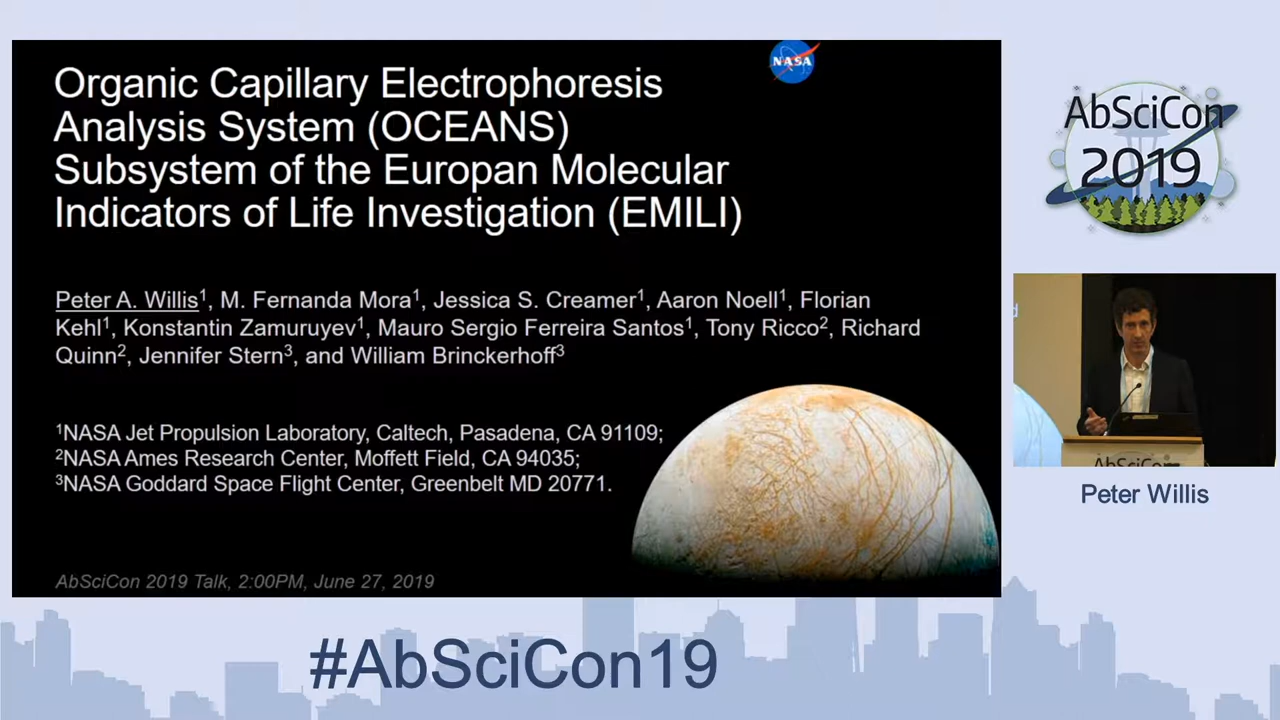 NASA
Organic Capillary Electrophoresis
Analysis System (OCEANS)
Subsystem of the Europan Molecular
Indicators of Life Investigation (EMILI)
Peter A. Willis¹, M. Fernanda Mora¹, Jessica S. Creamer¹, Aaron Noell¹, Florian
Kehl¹, Konstantin Zamuruyev¹, Mauro Sergio Ferreira Santos¹, Tony Ricco², Richard
Quinn², Jennifer Stern³, and William Brinckerhoff³
¹NASA Jet Propulsion Laboratory, Caltech, Pasadena, CA 91109;
²NASA Ames Research Center, Moffett Field, CA 94035;
³NASA Goddard Space Flight Center, Greenbelt MD 20771.
AbSciCon 2019 Talk, 2:00PM, June 27, 2019
AbSciCon
2019
d
AbSciCon
Peter Willis
#AbSciCon19